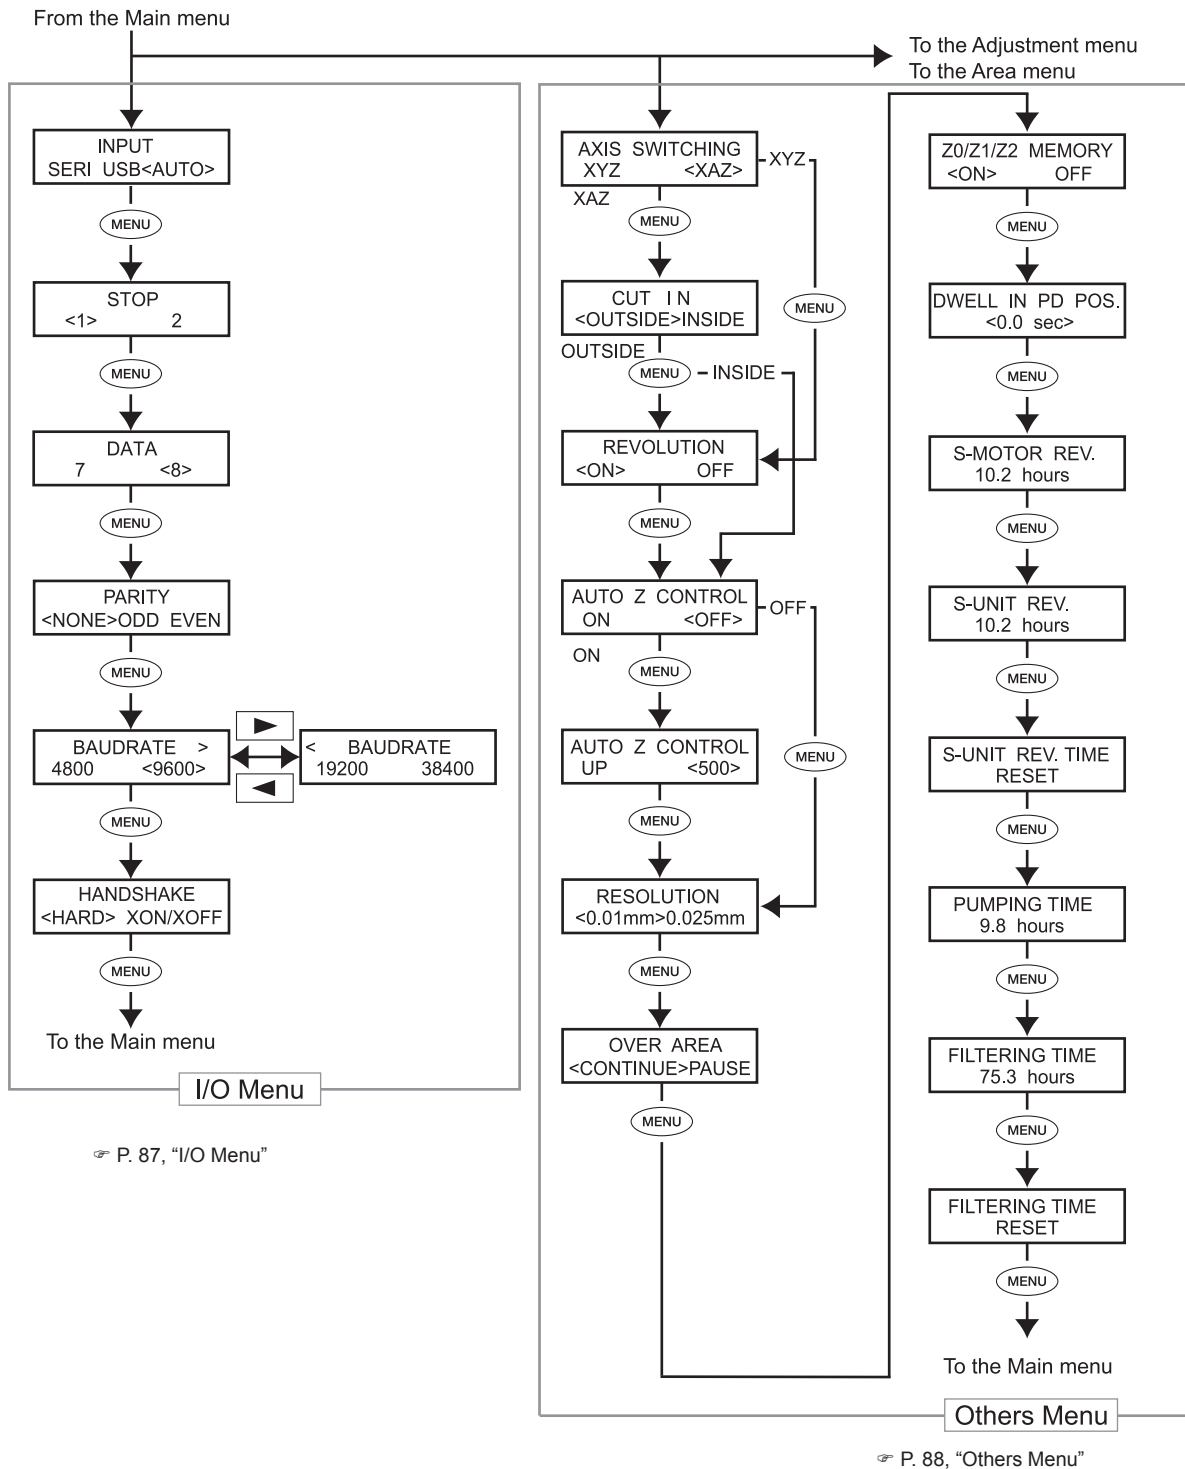 From the Main menu
To the Adjustment menu
To the Area menu
INPUT
SERI USB<AUTO>
MENU
STOP
<1> 2
MENU
DATA
7 <8>
MENU
PARITY
<NONE>ODD EVEN
MENU
BAUDRATE >
4800 <9600>
< BAUDRATE
19200 38400
MENU
HANDSHAKE
<HARD> XON/XOFF
MENU
To the Main menu
I/O Menu
☞ P. 87, “I/O Menu”
AXIS SWITCHING
XYZ <XAZ>
XYZ
XAZ
MENU
CUT IN
<OUTSIDE>INSIDE
MENU
OUTSIDE
MENU
INSIDE
REVOLUTION
<ON> OFF
MENU
AUTO Z CONTROL
ON <OFF>
OFF
ON
MENU
AUTO Z CONTROL
UP <500>
MENU
MENU
RESOLUTION
<0.01mm>0.025mm
MENU
OVER AREA
<CONTINUE>PAUSE
MENU
Z0/Z1/Z2 MEMORY
<ON> OFF
MENU
DWELL IN PD POS.
<0.0 sec>
MENU
S-MOTOR REV.
10.2 hours
MENU
S-UNIT REV.
10.2 hours
MENU
S-UNIT REV. TIME
RESET
MENU
PUMPING TIME
9.8 hours
MENU
FILTERING TIME
75.3 hours
MENU
FILTERING TIME
RESET
MENU
To the Main menu
Others Menu
☞ P. 88, “Others Menu”